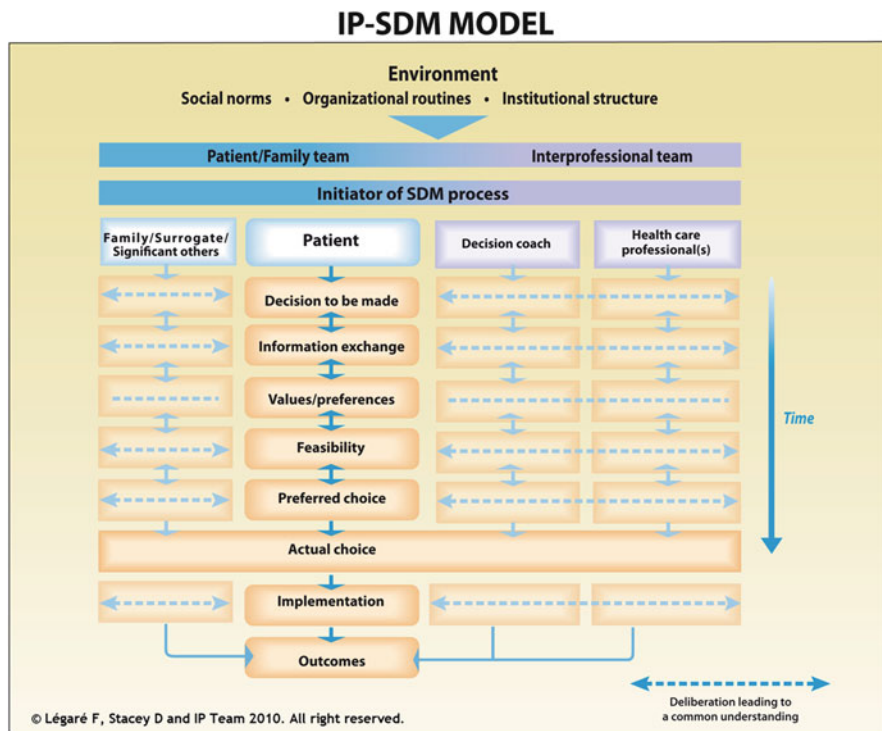 IP-SDM MODEL
Environment
Social norms • Organizational routines • Institutional structure
Patient/Family team
Interprofessional team
Initiator of SDM process
Family/Surrogate/
Significant others
Patient
Decision coach
Health care
professional(s)
Decision to be made
Information exchange
Values/preferences
Feasibility
Preferred choice
Time
Actual choice
Implementation
Outcomes
Deliberation leading to
a common understanding
© Légaré F, Stacey D and IP Team 2010. All right reserved.